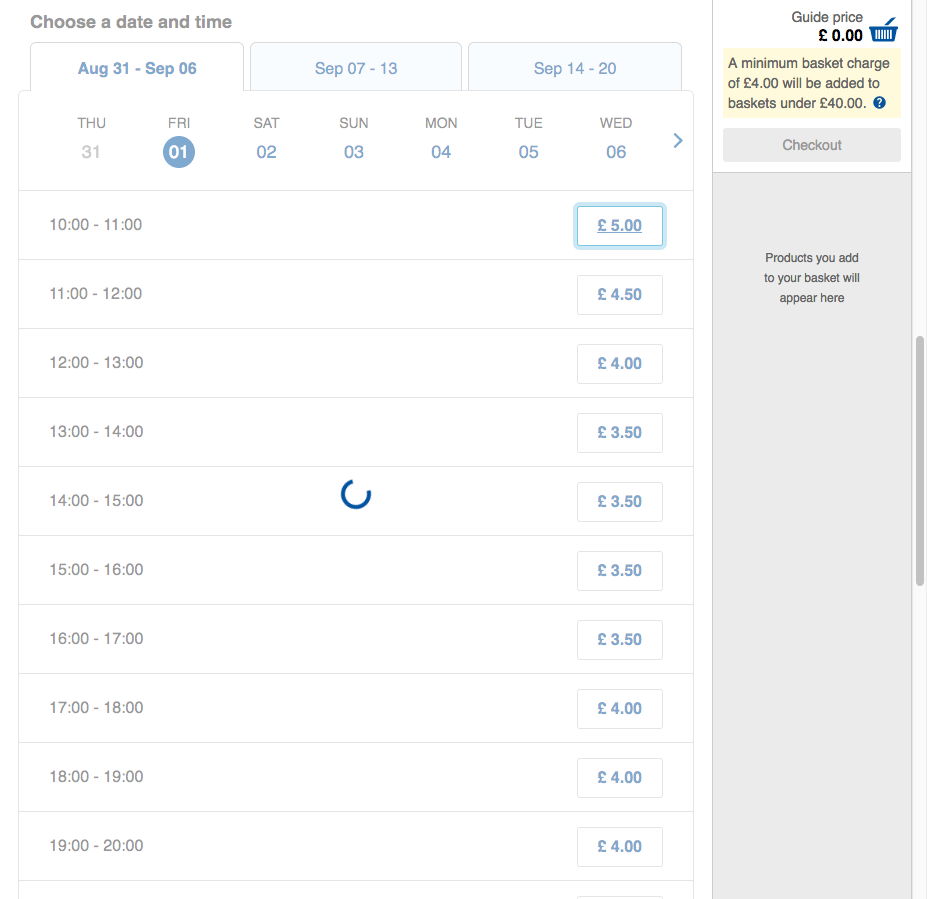 Choose a date and time
Aug 31 - Sep 06
Sep 07 - 13
Sep 14 - 20
THU FRI SAT SUN MON TUE WED
31 01 02 03 04 05 06
10:00 - 11:00 £ 5.00
11:00 - 12:00 £ 4.50
12:00 - 13:00 £ 4.00
13:00 - 14:00 £ 3.50
14:00 - 15:00 £ 3.50
15:00 - 16:00 £ 3.50
16:00 - 17:00 £ 3.50
17:00 - 18:00 £ 4.00
18:00 - 19:00 £ 4.00
19:00 - 20:00 £ 4.00
Guide price
£ 0.00
A minimum basket charge
of £4.00 will be added to
baskets under £40.00. ?
Checkout
Products you add
to your basket will
appear here